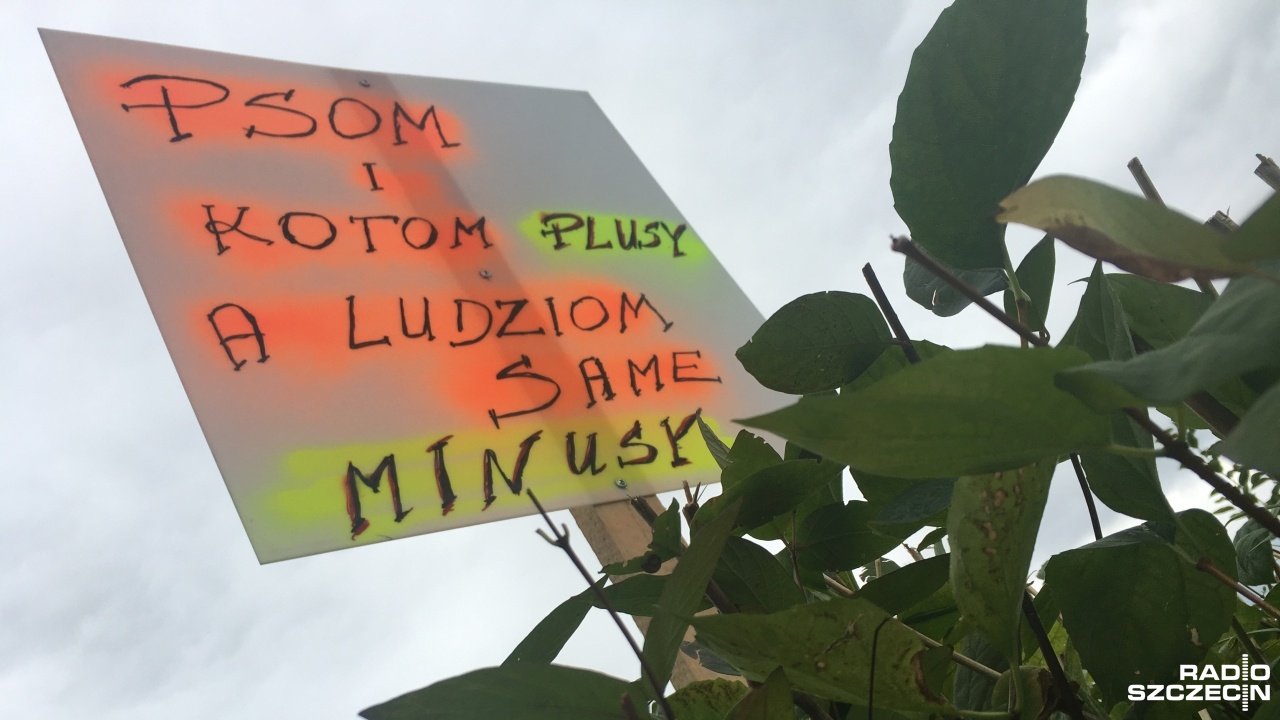 PSOM
I
KOTOM PLUSY
A LUDZIOM
SAME
MINUSY
RADIO
SZCZECIN